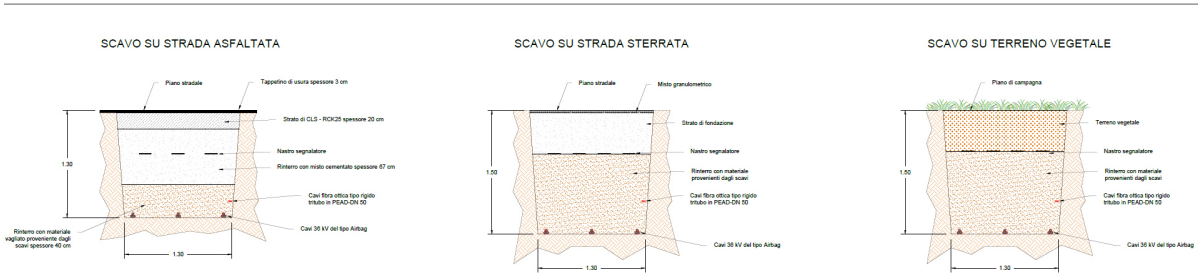 SCAVO SU STRADA ASFALTATA
Piano stradale
Tappetino di usura spessore 3 cm
Strato di CLS - RCK25 spessore 20 cm
Nastro segnalatore
Rinterro con misto cementato spessore 67 cm
1.30
Cavi fibra ottica tipo rigido
tritubo in PEAD-DN 50
Cavi 36 kV del tipo Airbag
Rinterro con materiale
vagliato proveniente dagli
scavi spessore 40 cm
1.30
SCAVO SU STRADA STERRATA
Piano stradale
Misto granulometrico
Strato di fondazione
Nastro segnalatore
Rinterro con materiale
provenienti dagli scavi
1.50
Cavi fibra ottica tipo rigido
tritubo in PEAD-DN 50
Cavi 36 kV del tipo Airbag
1.30
SCAVO SU TERRENO VEGETALE
Piano di campagna
Terreno vegetale
Nastro segnalatore
Rinterro con materiale
provenienti dagli scavi
1.50
Cavi fibra ottica tipo rigido
tritubo in PEAD-DN 50
Cavi 36 kV del tipo Airbag
1.30